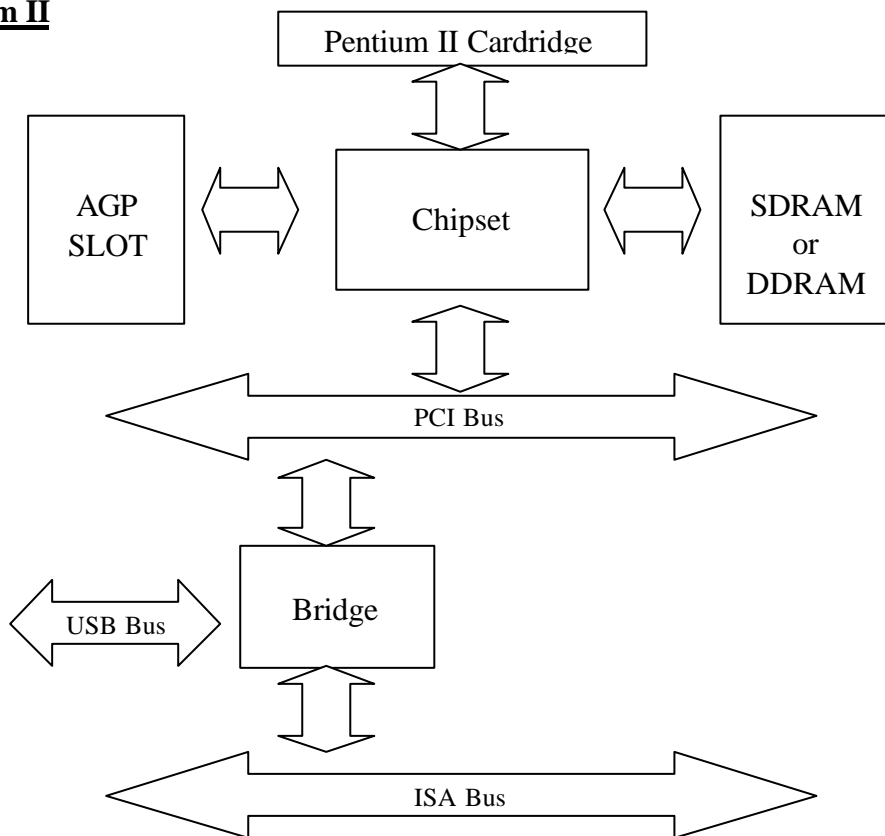 m II
Pentium II Cardridge
AGP
SLOT
Chipset
SDRAM
or
DDRAM
PCI Bus
Bridge
USB Bus
ISA Bus